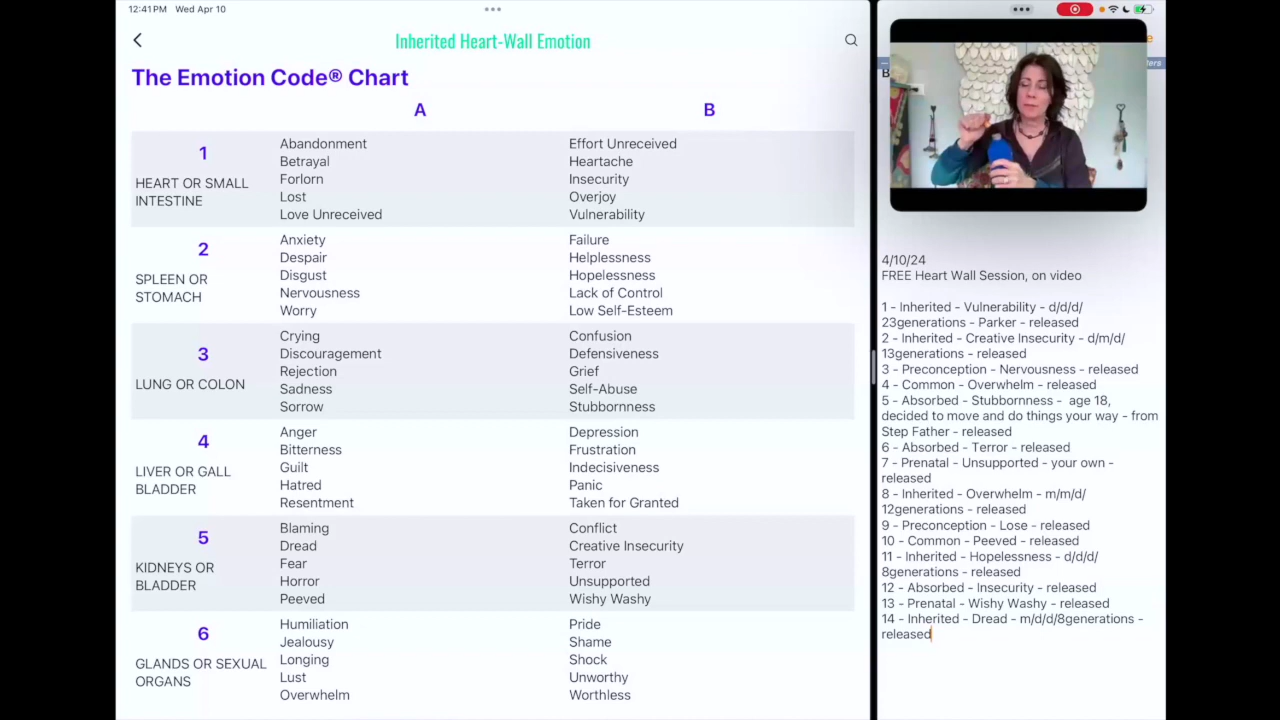 12:41 PM Wed Apr 10
Inherited Heart-Wall Emotion
The Emotion Code® Chart
A
B
1
HEART OR SMALL
INTESTINE
Abandonment
Betrayal
Forlorn
Lost
Love Unreceived
Effort Unreceived
Heartache
Insecurity
Overjoy
Vulnerability
2
SPLEEN OR
STOMACH
Anxiety
Despair
Disgust
Nervousness
Worry
Failure
Helplessness
Hopelessness
Lack of Control
Low Self-Esteem
3
LUNG OR COLON
Crying
Discouragement
Rejection
Sadness
Sorrow
Confusion
Defensiveness
Grief
Self-Abuse
Stubbornness
4
LIVER OR GALL
BLADDER
Anger
Bitterness
Guilt
Hatred
Resentment
Depression
Frustration
Indecisiveness
Panic
Taken for Granted
5
KIDNEYS OR
BLADDER
Blaming
Dread
Fear
Horror
Peeved
Conflict
Creative Insecurity
Terror
Unsupported
Wishy Washy
6
GLANDS OR SEXUAL
ORGANS
Humiliation
Jealousy
Longing
Lust
Overwhelm
Pride
Shame
Shock
Unworthy
Worthless
4/10/24
FREE Heart Wall Session, on video
1 - Inherited - Vulnerability - d/d/d/
23generations - Parker - released
2 - Inherited - Creative Insecurity - d/m/d/
13generations - released
3 - Preconception - Nervousness - released
4 - Common - Overwhelm - released
5 - Absorbed - Stubbornness - age 18,
decided to move and do things your way - from
Step Father - released
6 - Absorbed - Terror - released
7 - Prenatal - Unsupported - your own -
released
8 - Inherited - Overwhelm - m/m/d/
12generations - released
9 - Preconception - Lose - released
10 - Common - Peeved - released
11 - Inherited - Hopelessness - d/d/d/
8generations - released
12 - Absorbed - Insecurity - released
13 - Prenatal - Wishy Washy - released
14 - Inherited - Dread - m/d/d/8generations -
released